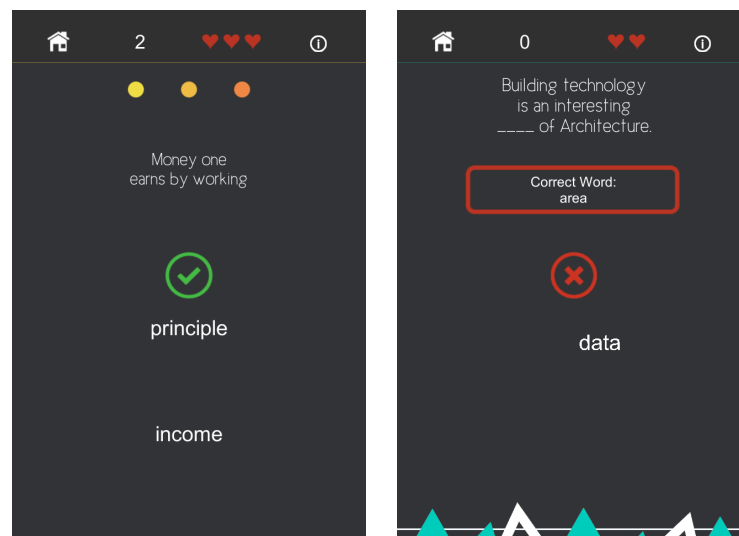 2
Money one
earns by working
principle
income
0
Building technology
is an interesting
____ of Architecture.
Correct Word:
area
data